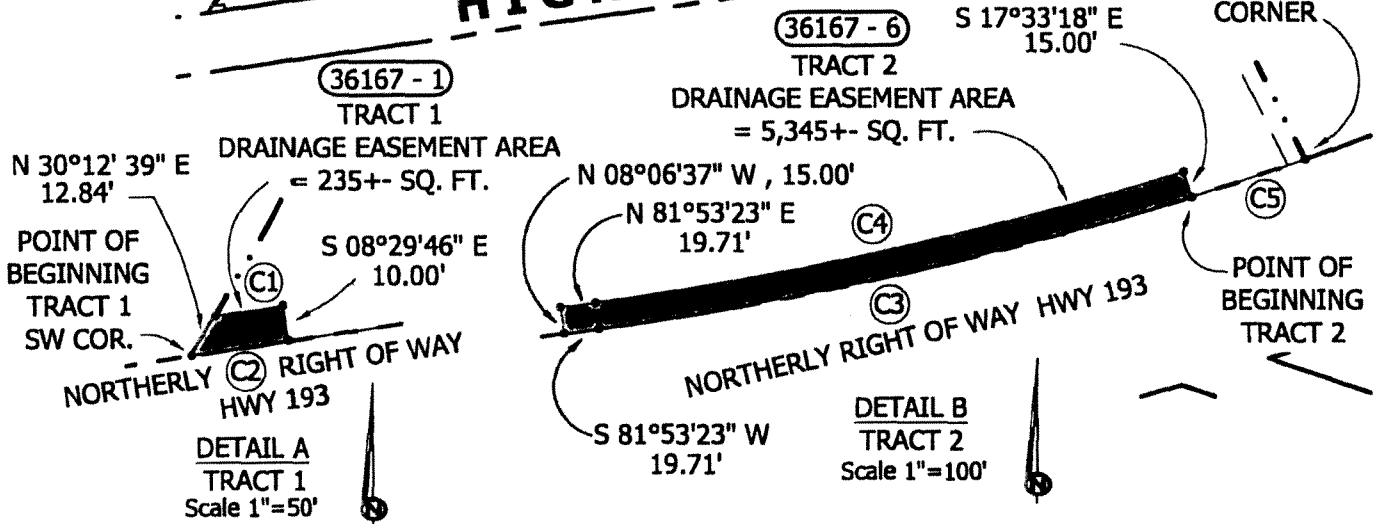 36167 - 1
TRACT 1
DRAINAGE EASEMENT AREA
= 235+- SQ. FT.
N 30°12' 39" E
12.84'
POINT OF
BEGINNING
TRACT 1
SW COR.
C1
S 08°29'46" E
10.00'
C2
NORTHERLY RIGHT OF WAY
HWY 193
DETAIL A
TRACT 1
Scale 1"=50'
N
36167 - 6
TRACT 2
DRAINAGE EASEMENT AREA
= 5,345+- SQ. FT.
S 17°33'18" E
15.00'
CORNER
N 08°06'37" W , 15.00'
N 81°53'23" E
19.71'
C4
C3
C5
NORTHERLY RIGHT OF WAY HWY 193
POINT OF
BEGINNING
TRACT 2
S 81°53'23" W
19.71'
DETAIL B
TRACT 2
Scale 1"=100'
N